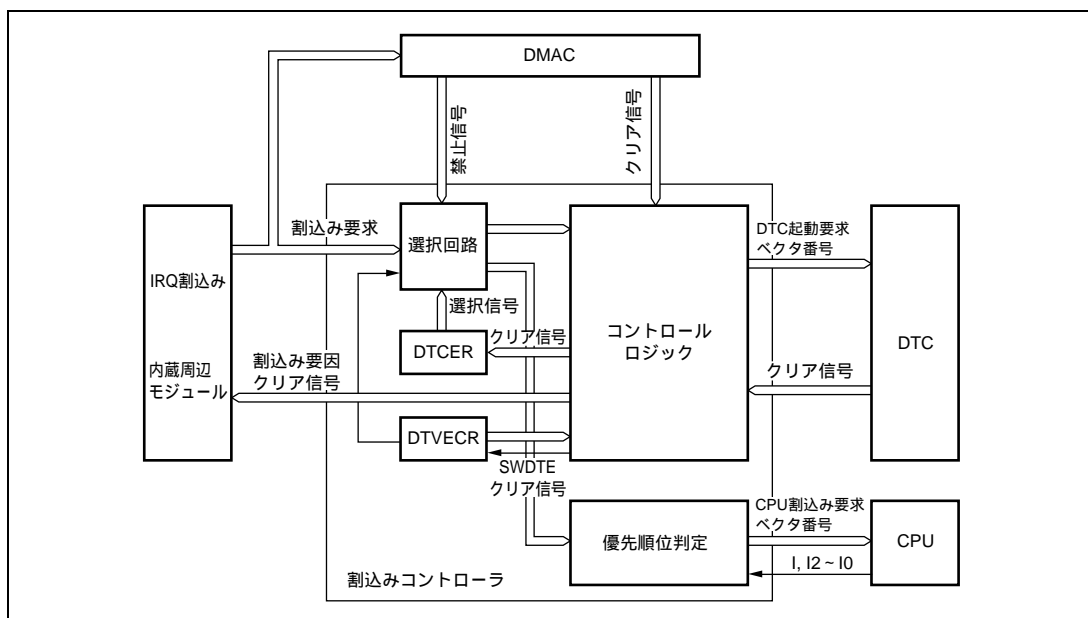 DMAC
禁止信号
クリア信号
割込み要求
選択回路
DTC起動要求
ベクタ番号
IRQ割込み
内蔵周辺
モジュール
選択信号
クリア信号
DTCER
コントロール
ロジック
DTC
割込み要因
クリア信号
クリア信号
DTVECR
SWDTE
クリア信号
CPU割込み要求
ベクタ番号
優先順位判定
CPU
I, I2 ~ I0
割込みコントローラ